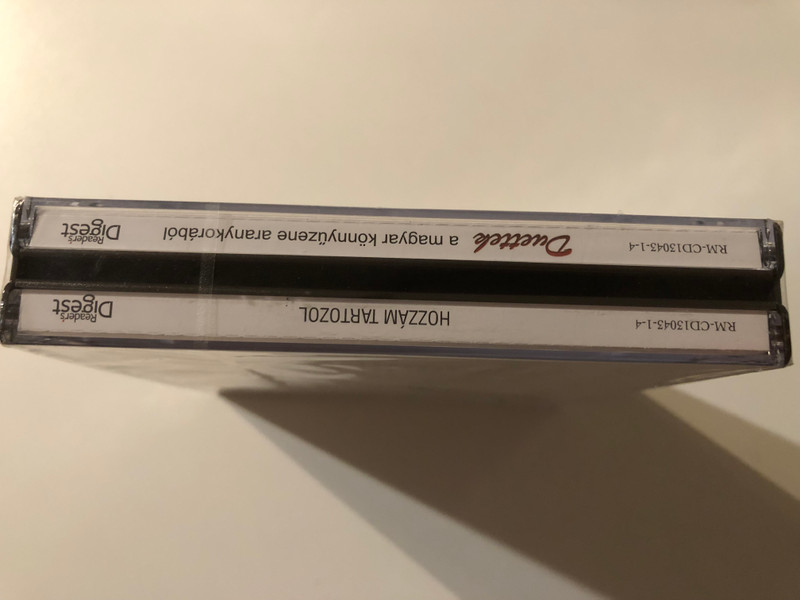 RM-CD13043-1-4 Duettek a magyar könnyűzene aranykorából Reader's Digest
RM-CD13043-1-4 HOZZÁM TARTOZOL Reader's Digest